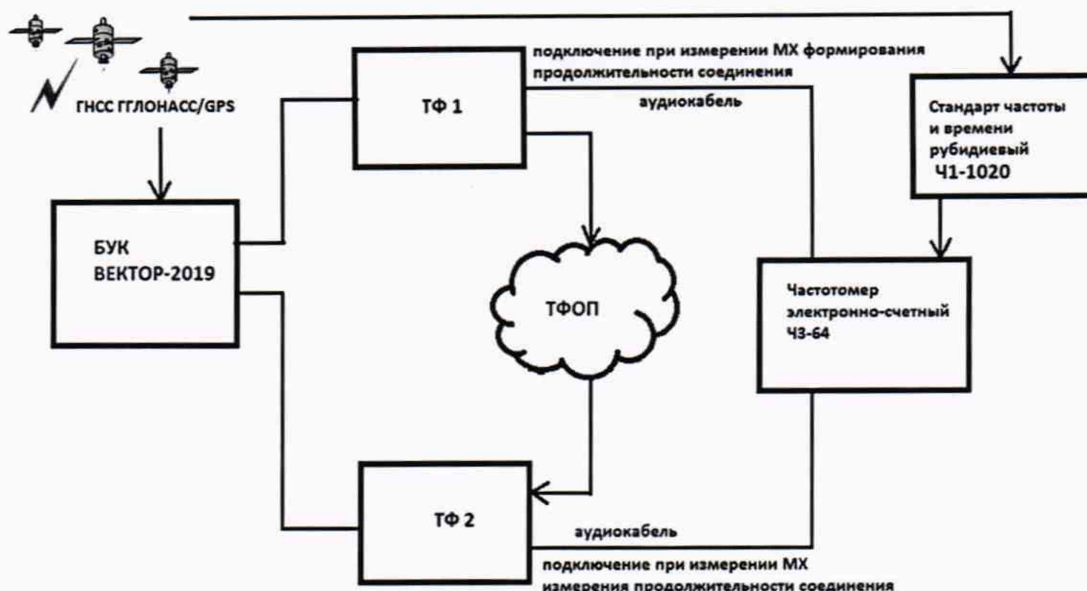 подключение при измерении МХ формирования
продолжительности соединения
аудиокабель
ГНСС ГГЛОНАСС/GPS
ТФ 1
Стандарт частоты
и времени
рубидиевый
Ч1-1020
БУК
ВЕКТОР-2019
ТФОП
Частотомер
электронно-счетный
Ч3-64
ТФ 2
аудиокабель
подключение при измерении МХ
измерения продолжительности соединения